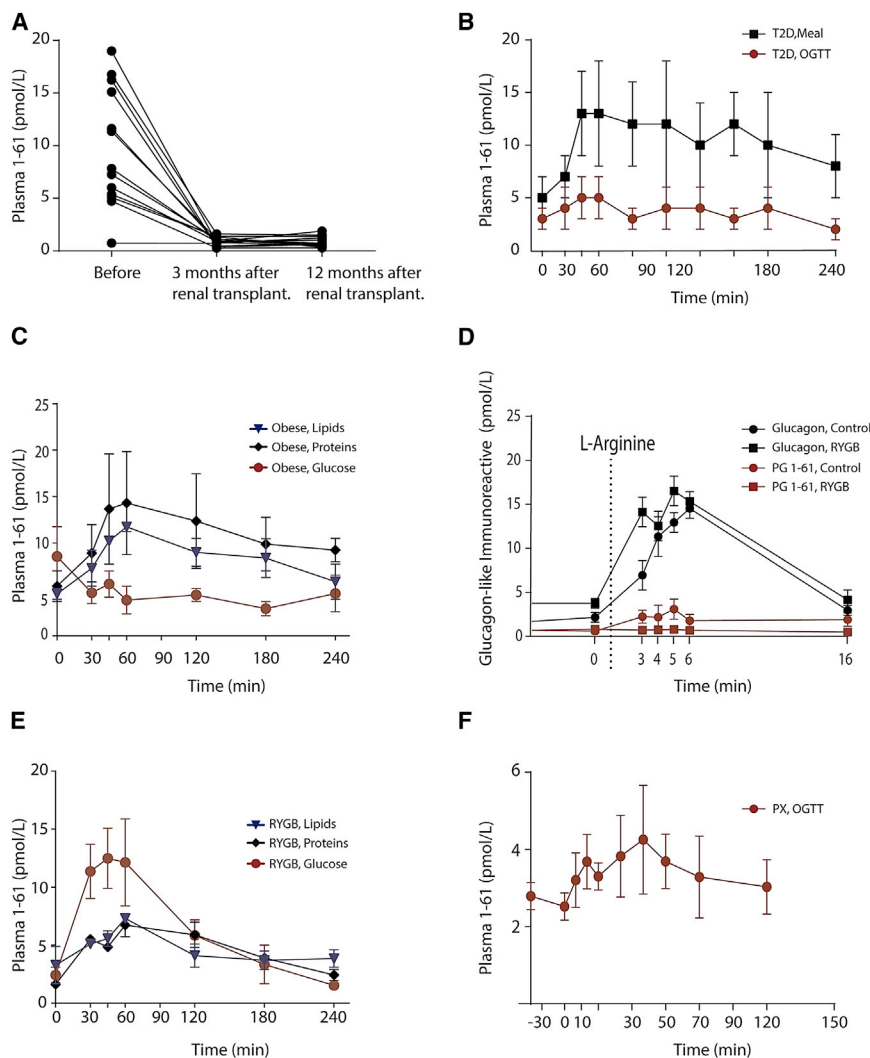 A
20
15
10
5
0
Plasma 1-61 (pmol/L)
Before
3 months after
renal transplant.
12 months after
renal transplant.
B
T2D,Meal
T2D, OGTT
20
15
10
5
0
Plasma 1-61 (pmol/L)
0 30 60 90 120 180 240
Time (min)
C
25
20
15
10
5
0
Plasma 1-61 (pmol/L)
Obese, Lipids
Obese, Proteins
Obese, Glucose
0 30 60 90 120 180 240
Time (min)
D
25
20
15
10
5
0
Glucagon-like Immunoreactive (pmol/L)
L-Arginine
Glucagon, Control
Glucagon, RYGB
PG 1-61, Control
PG 1-61, RYGB
0 3 4 5 6 16
Time (min)
E
20
15
10
5
0
Plasma 1-61 (pmol/L)
RYGB, Lipids
RYGB, Proteins
RYGB, Glucose
0 30 60 90 120 180 240
Time (min)
F
6
4
2
Plasma 1-61 (pmol/L)
PX, OGTT
-30 0 10 30 60 90 120 150
Time (min)